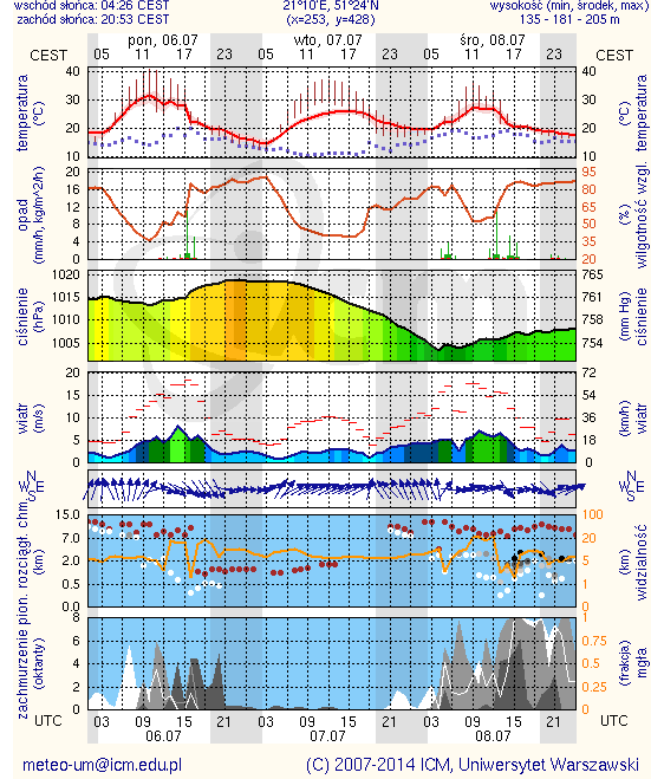 wschód słońca: 04:26 CEST 21°10'E, 51°24'N wysokość (min, środek, max)
zachód słońca: 20:53 CEST (x=253, y=428) 135 - 181 - 205 m
pon, 06.07 wto, 07.07 śro, 08.07
CEST 05 11 17 23 05 11 17 23 05 11 17 23 CEST
temperatura (°C) 40 30 20 10 40 30 20 10 (°C) temperatura
opad (mm/h, kg/m^2/h) 20 16 12 8 4 0 95 80 65 50 35 20 (%) wilgotność wzgl.
ciśnienie (hPa) 1020 1015 1010 1005 765 761 758 754 (mm Hg) ciśnienie
wiatr (m/s) 20 15 10 5 0 72 54 36 18 0 (km/h) wiatr
N W E S N W E S
pion. rozciągł. chm. (km) 15.0 7.0 2.0 0.5 0.0 100 20 5 1 0 (km) widzialność
zachmurzenie (oktanty) 8 6 4 2 0 1 0.75 0.5 0.25 0 (frakcja) mgła
UTC 03 09 15 21 03 09 15 21 03 09 15 21 UTC
06.07 07.07 08.07
meteo-um@icm.edu.pl (C) 2007-2014 ICM, Uniwersytet Warszawski